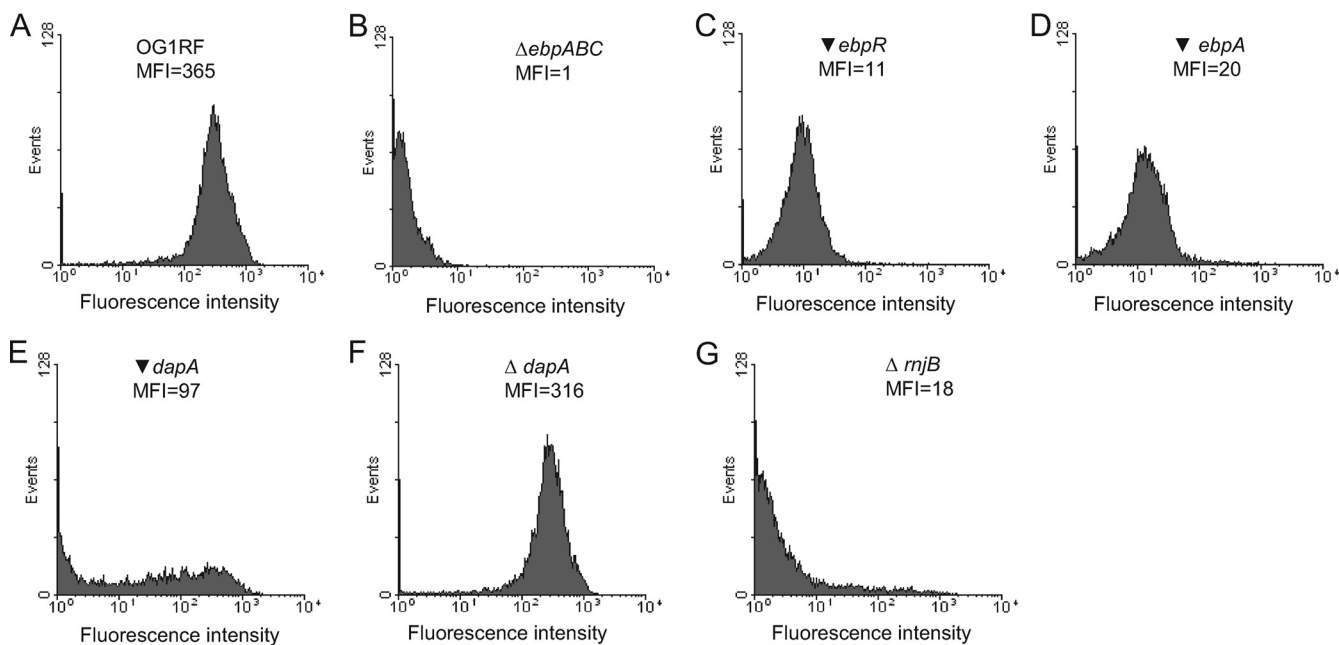 A
OG1RF
MFI=365
128
Events
0
10⁰ 10¹ 10² 10³ 10⁴
Fluorescence intensity
B
ΔebpABC
MFI=1
128
Events
0
10⁰ 10¹ 10² 10³ 10⁴
Fluorescence intensity
C
▼ebpR
MFI=11
128
Events
0
10⁰ 10¹ 10² 10³ 10⁴
Fluorescence intensity
D
▼ ebpA
MFI=20
128
Events
0
10⁰ 10¹ 10² 10³ 10⁴
Fluorescence intensity
E
▼dapA
MFI=97
128
Events
0
10⁰ 10¹ 10² 10³ 10⁴
Fluorescence intensity
F
Δ dapA
MFI=316
128
Events
0
10⁰ 10¹ 10² 10³ 10⁴
Fluorescence intensity
G
Δ rnjB
MFI=18
128
Events
0
10⁰ 10¹ 10² 10³ 10⁴
Fluorescence intensity